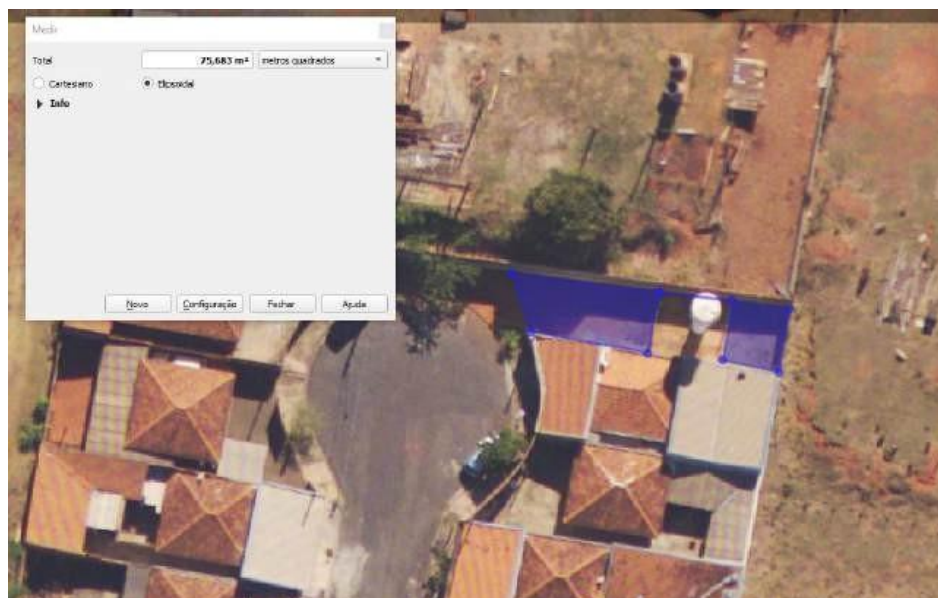 Medir
Total 75,683 m² metros quadrados
Cartesiano Elipsoidal
Info
Novo Configuração Fechar Ajuda